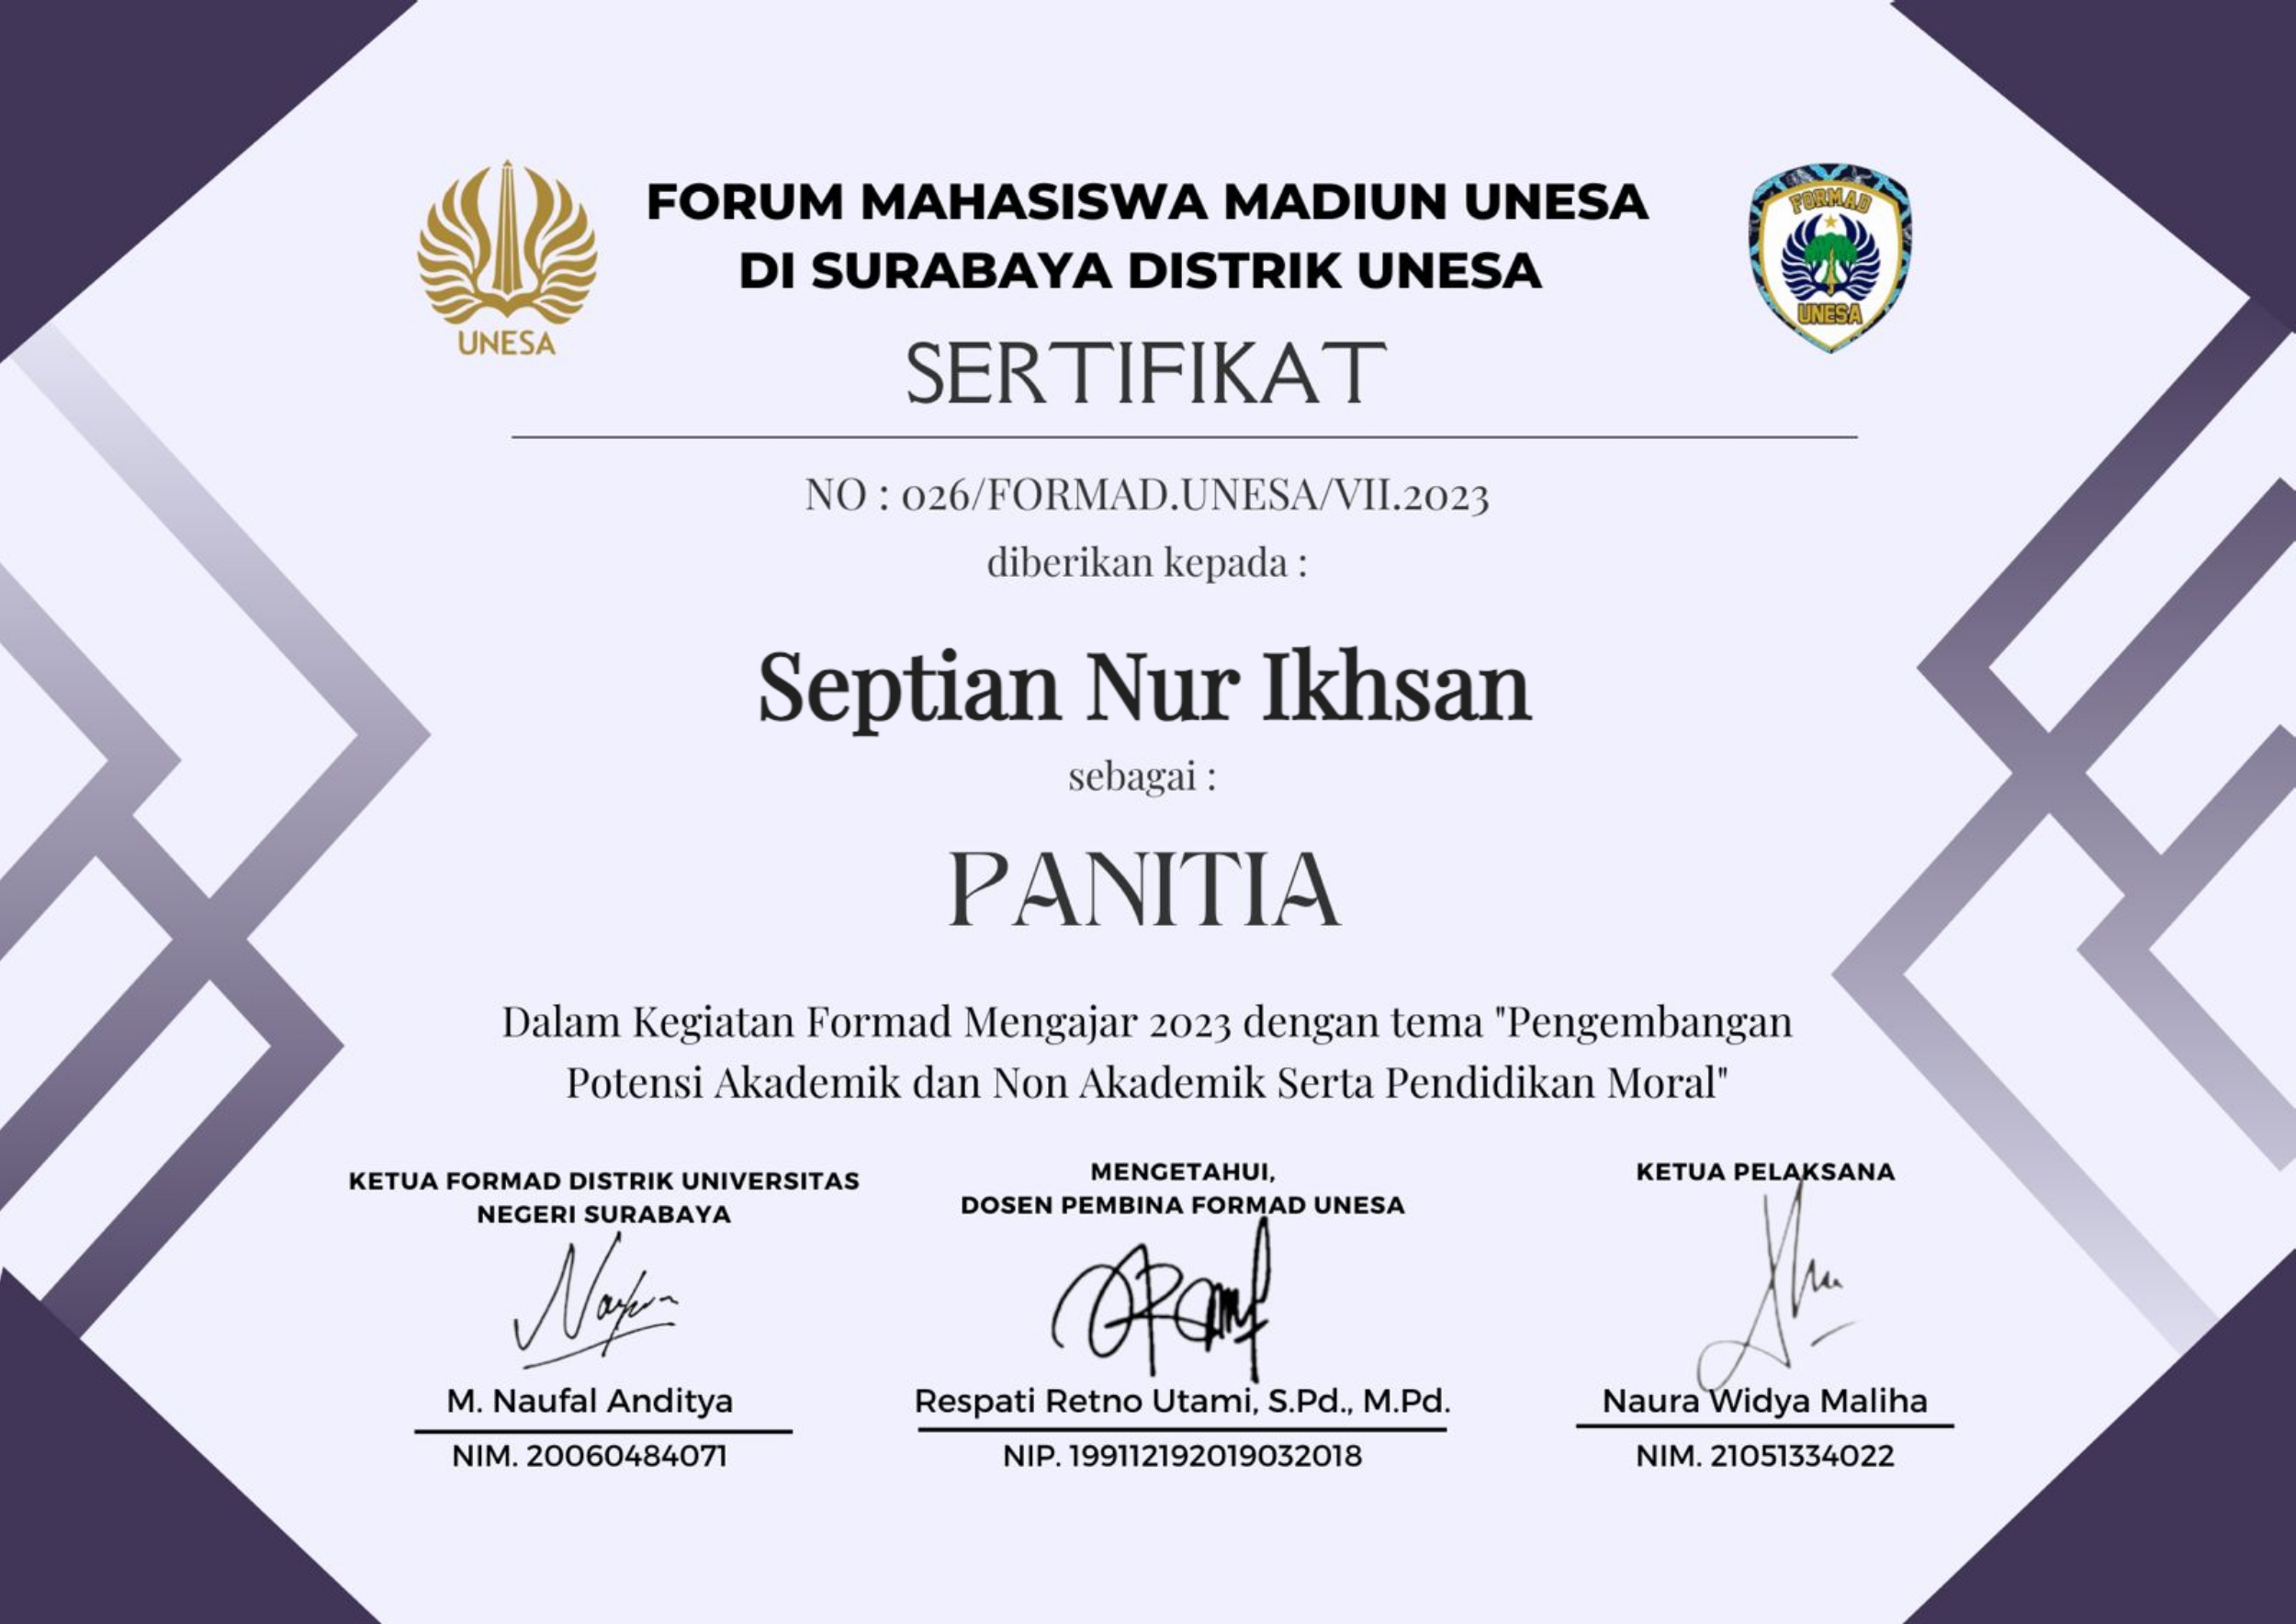 FORUM MAHASISWA MADIUN UNESA
DI SURABAYA DISTRIK UNESA
UNESA
FORMAD
UNESA
SERTIFIKAT
NO : 026/FORMAD.UNESA/VII.2023
diberikan kepada :
Septian Nur Ikhsan
sebagai :
PANITIA
Dalam Kegiatan Formad Mengajar 2023 dengan tema "Pengembangan
Potensi Akademik dan Non Akademik Serta Pendidikan Moral"
KETUA FORMAD DISTRIK UNIVERSITAS
NEGERI SURABAYA
M. Naufal Anditya
NIM. 20060484071
MENGETAHUI,
DOSEN PEMBINA FORMAD UNESA
Respati Retno Utami, S.Pd., M.Pd.
NIP. 199112192019032018
KETUA PELAKSANA
Naura Widya Maliha
NIM. 21051334022